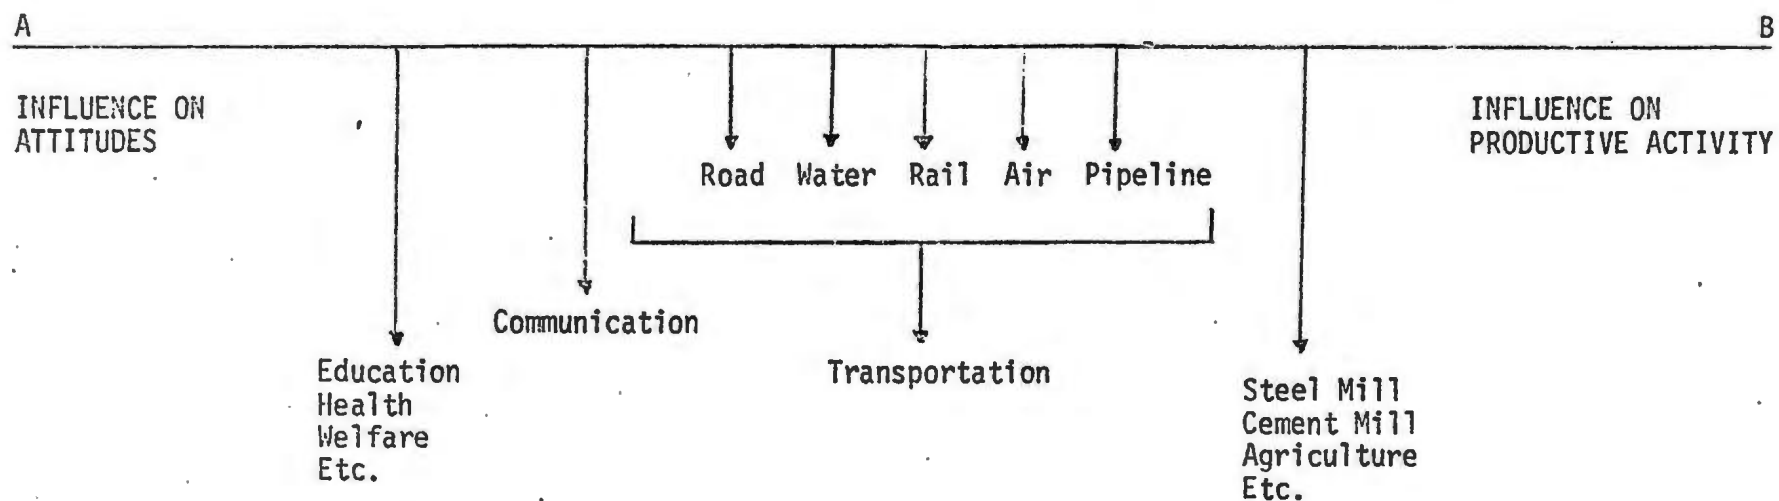 A B
INFLUENCE ON
ATTITUDES
INFLUENCE ON
PRODUCTIVE ACTIVITY
Road Water Rail Air Pipeline
Communication
Education
Health
Welfare
Etc.
Transportation
Steel Mill
Cement Mill
Agriculture
Etc.